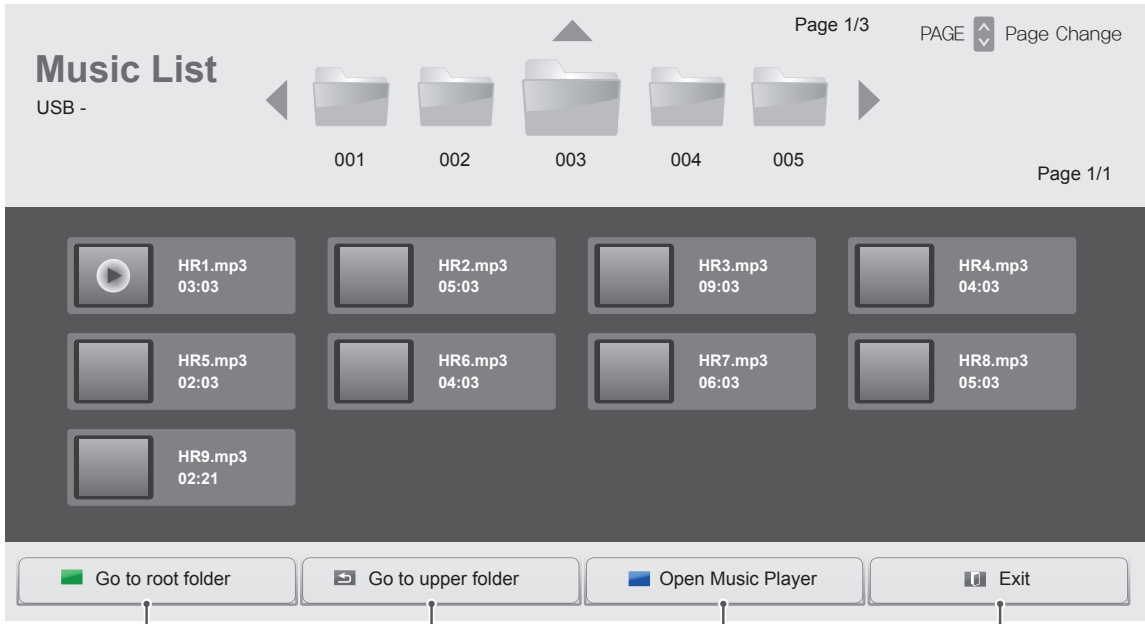 Page 1/3
PAGE Page Change
Music List
USB -
001 002 003 004 005
Page 1/1
HR1.mp3 HR2.mp3 HR3.mp3 HR4.mp3
03:03 05:03 09:03 04:03
HR5.mp3 HR6.mp3 HR7.mp3 HR8.mp3
02:03 04:03 06:03 05:03
HR9.mp3
02:21
Go to root folder Go to upper folder Open Music Player Exit